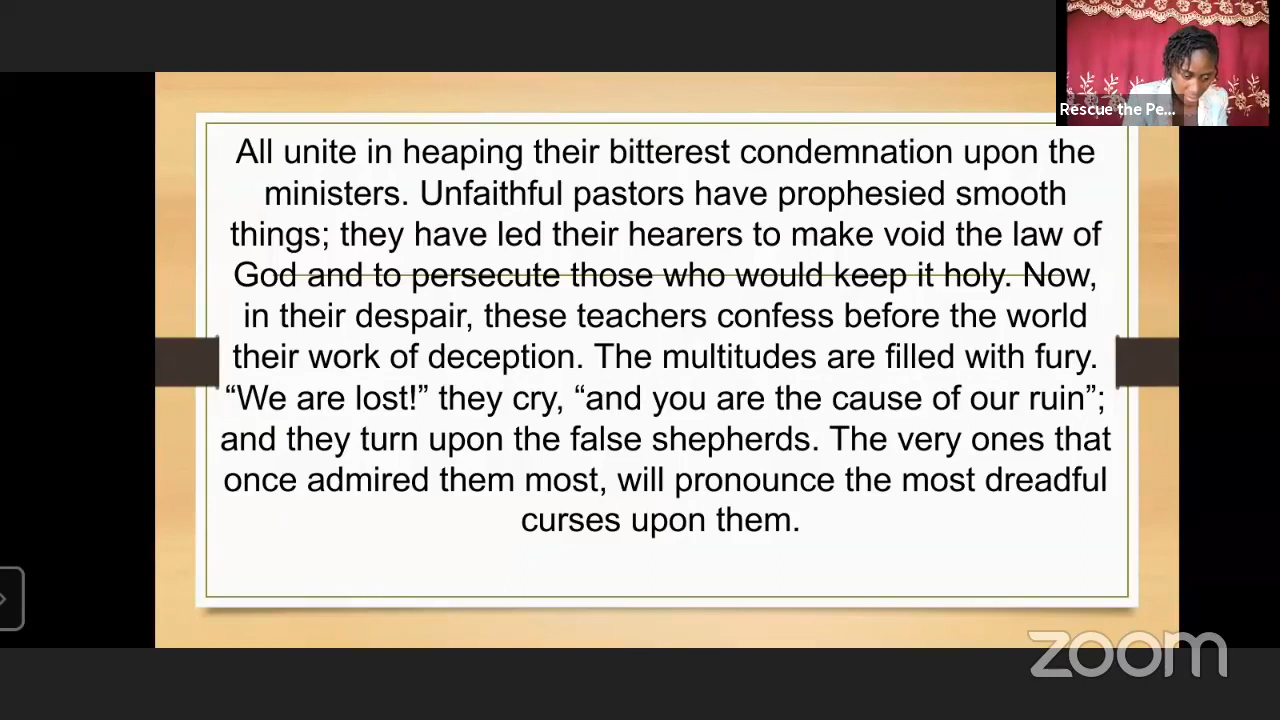 Rescue the Pe...
All unite in heaping their bitterest condemnation upon the
ministers. Unfaithful pastors have prophesied smooth
things; they have led their hearers to make void the law of
God and to persecute those who would keep it holy. Now,
in their despair, these teachers confess before the world
their work of deception. The multitudes are filled with fury.
“We are lost!” they cry, “and you are the cause of our ruin”;
and they turn upon the false shepherds. The very ones that
once admired them most, will pronounce the most dreadful
curses upon them.
zoom